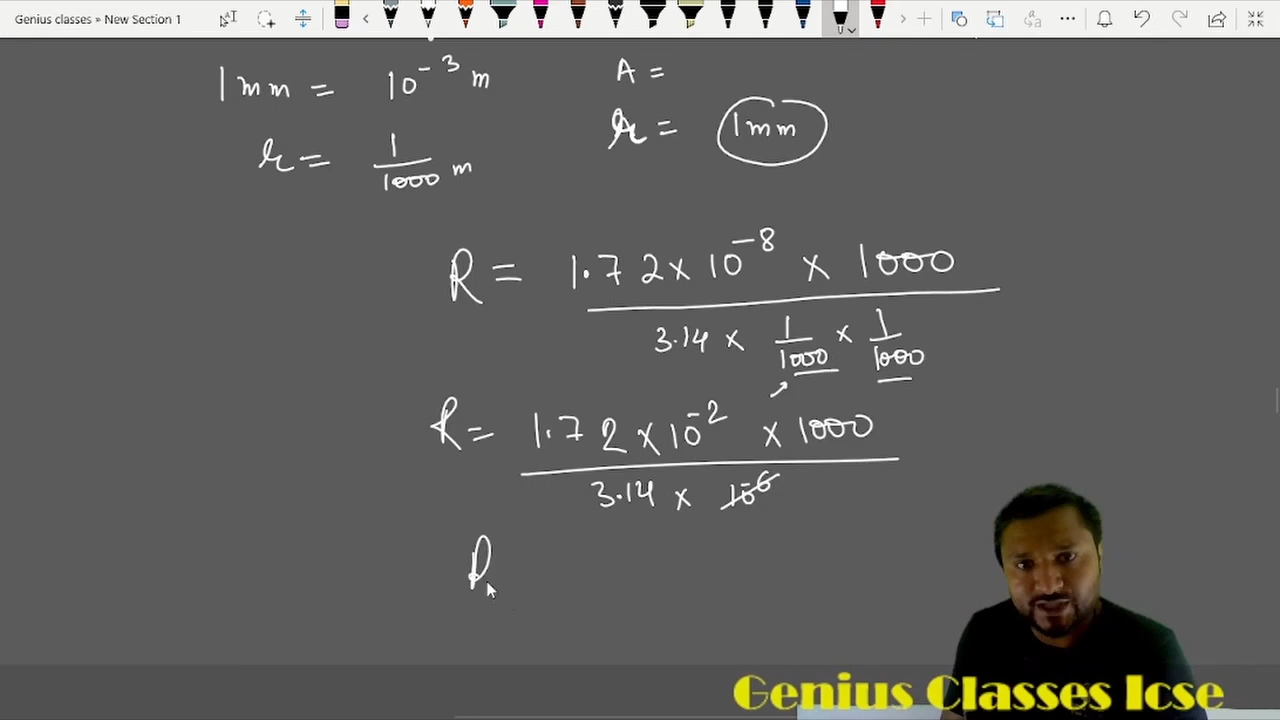 Genius classes » New Section 1
1 mm = 10⁻³ m
A =
r = 1/1000 m
r = 1mm
R = 1.72 × 10⁻⁸ × 1000
3.14 × 1/1000 × 1/1000
R = 1.72 × 10⁻² × 1000
3.14 × 10⁻⁶
R
Genius Classes Icse